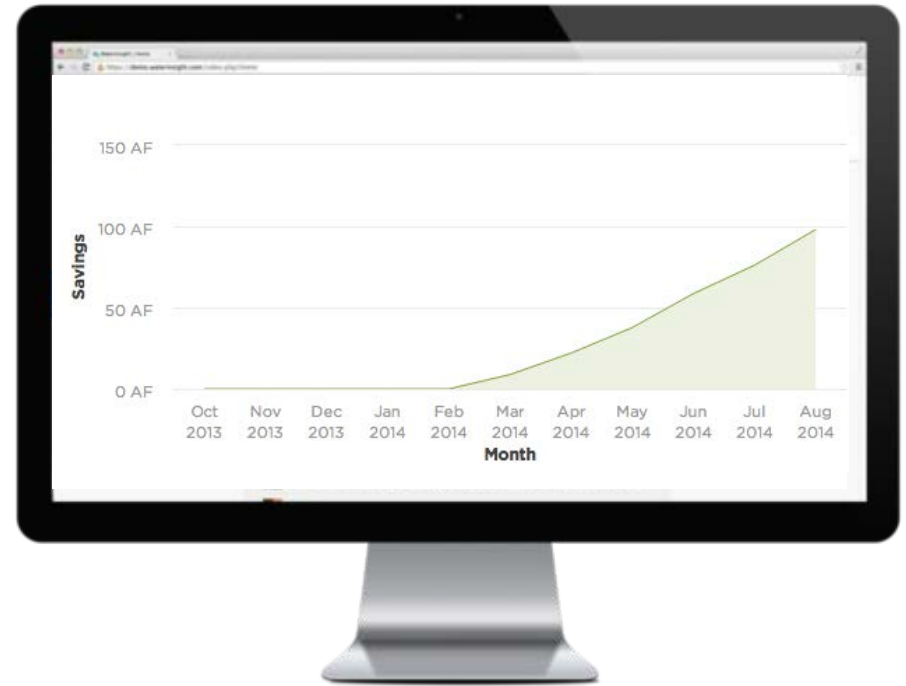 150 AF
100 AF
50 AF
0 AF
Savings
Oct Nov Dec Jan Feb Mar Apr May Jun Jul Aug
2013 2013 2013 2014 2014 2014 2014 2014 2014 2014 2014
Month